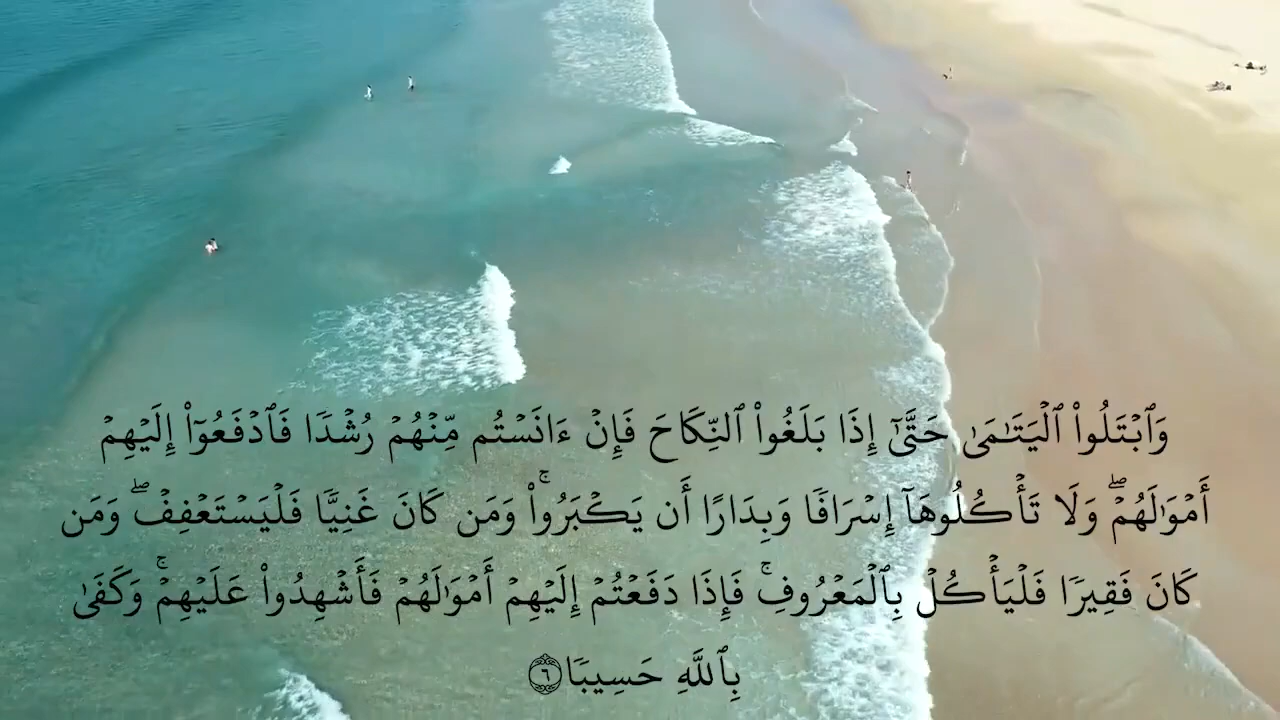 وَٱبۡتَلُواْ ٱلۡيَتَٰمَىٰ حَتَّىٰٓ إِذَا بَلَغُواْ ٱلنِّكَاحَ فَإِنۡ ءَانَسۡتُم مِّنۡهُمۡ رُشۡدٗا فَٱدۡفَعُوٓاْ إِلَيۡهِمۡ
أَمۡوَٰلَهُمۡۖ وَلَا تَأۡكُلُوهَآ إِسۡرَافٗا وَبِدَارًا أَن يَكۡبَرُواْۚ وَمَن كَانَ غَنِيّٗا فَلۡيَسۡتَعۡفِفۡۖ وَمَن
كَانَ فَقِيرٗا فَلۡيَأۡكُلۡ بِٱلۡمَعۡرُوفِۚ فَإِذَا دَفَعۡتُمۡ إِلَيۡهِمۡ أَمۡوَٰلَهُمۡ فَأَشۡهِدُواْ عَلَيۡهِمۡۚ وَكَفَىٰ
بِٱللَّهِ حَسِيبٗا ٦